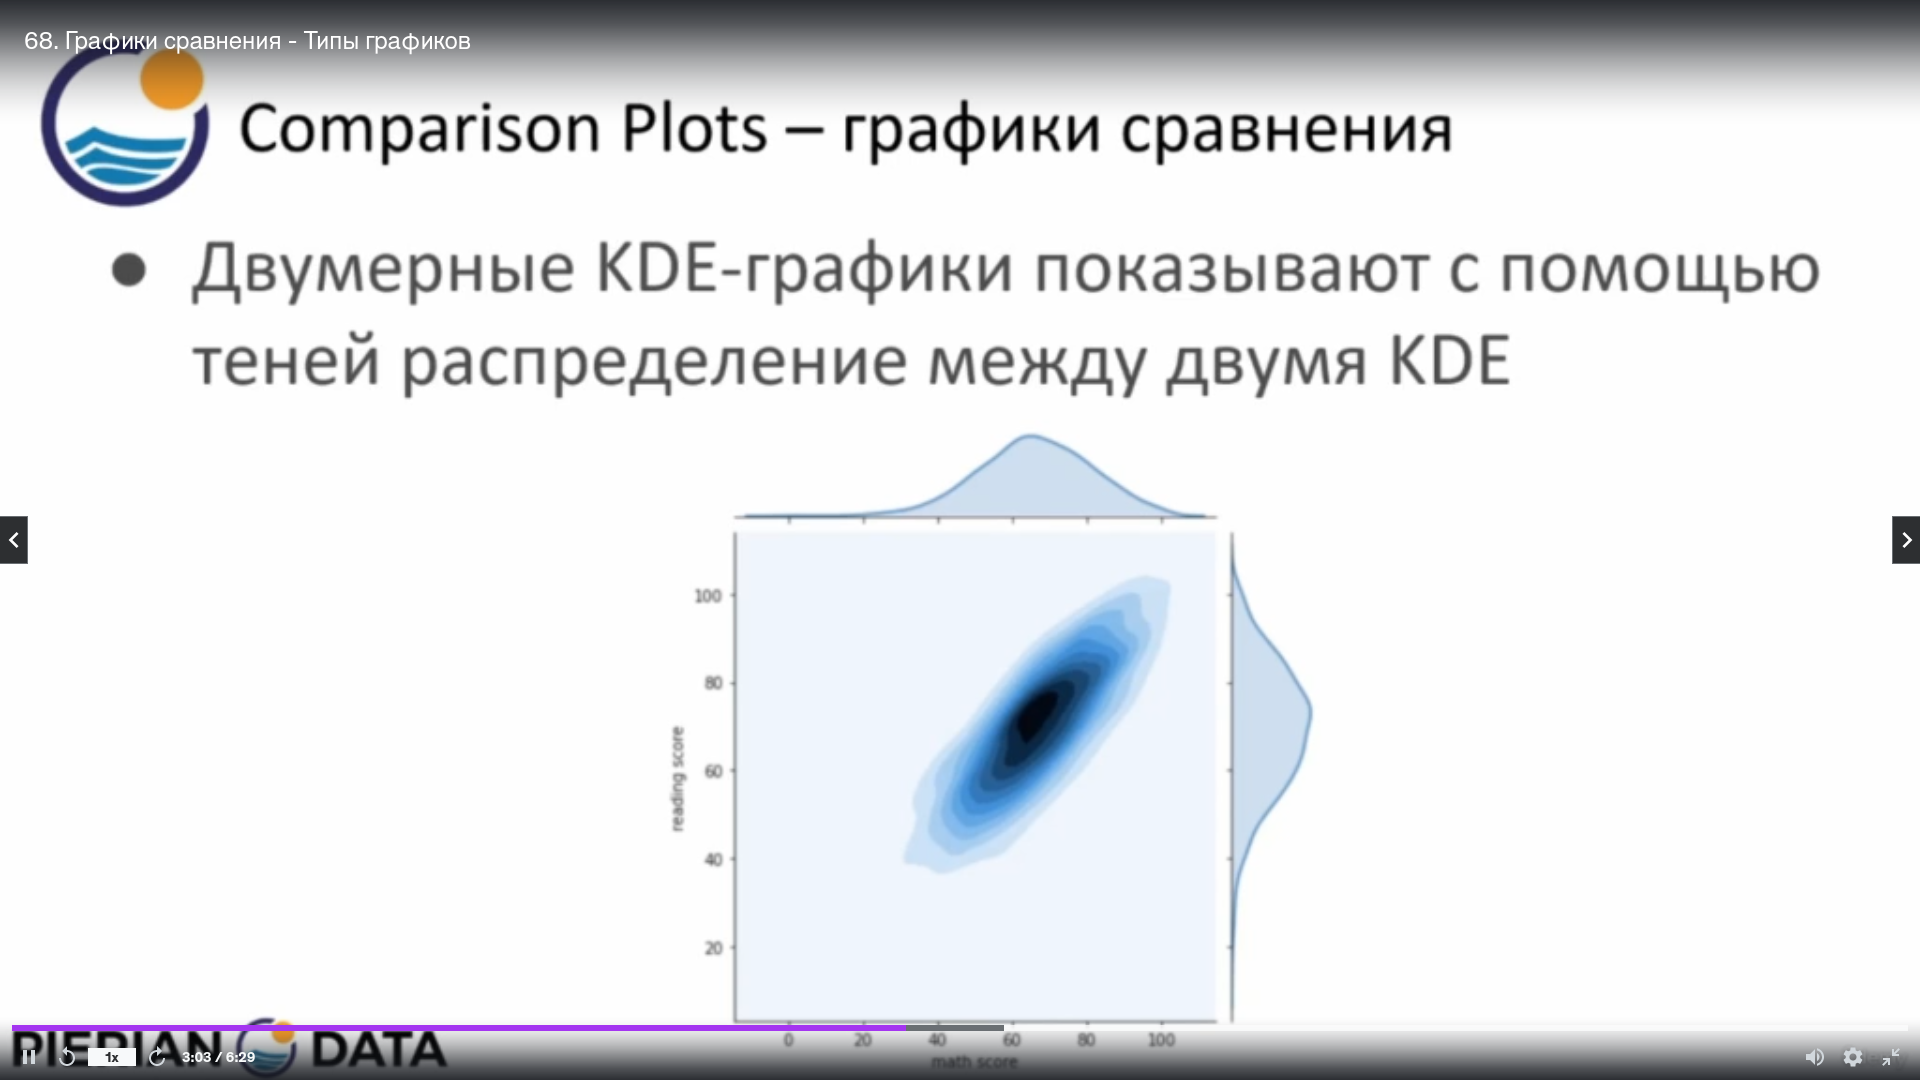 68. Графики сравнения - Типы графиков
Comparison Plots – графики сравнения
● Двумерные KDE-графики показывают с помощью
теней распределение между двумя KDE
100
80
60
40
20
reading score
0 20 40 60 80 100
math score
PIERIAN DATA
1x 3:03 / 6:29